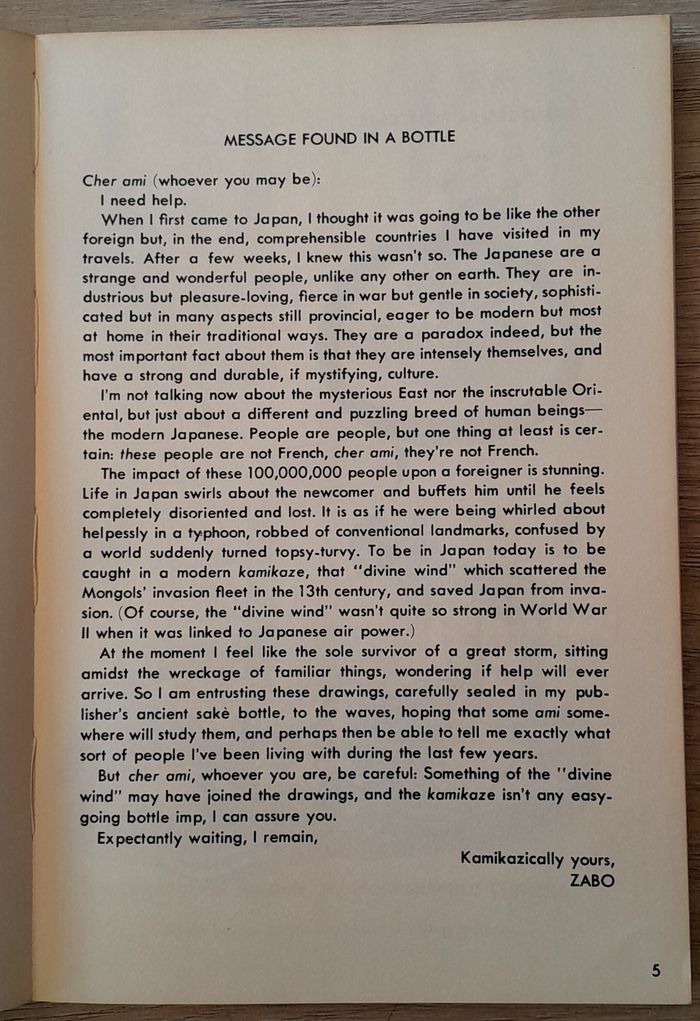 MESSAGE FOUND IN A BOTTLE
Cher ami (whoever you may be):
I need help.
When I first came to Japan, I thought it was going to be like the other
foreign but, in the end, comprehensible countries I have visited in my
travels. After a few weeks, I knew this wasn't so. The Japanese are a
strange and wonderful people, unlike any other on earth. They are in-
dustrious but pleasure-loving, fierce in war but gentle in society, sophisti-
cated but in many aspects still provincial, eager to be modern but most
at home in their traditional ways. They are a paradox indeed, but the
most important fact about them is that they are intensely themselves, and
have a strong and durable, if mystifying, culture.
I'm not talking now about the mysterious East nor the inscrutable Ori-
ental, but just about a different and puzzling breed of human beings—
the modern Japanese. People are people, but one thing at least is cer-
tain: these people are not French, cher ami, they're not French.
The impact of these 100,000,000 people upon a foreigner is stunning.
Life in Japan swirls about the newcomer and buffets him until he feels
completely disoriented and lost. It is as if he were being whirled about
helpessly in a typhoon, robbed of conventional landmarks, confused by
a world suddenly turned topsy-turvy. To be in Japan today is to be
caught in a modern kamikaze, that "divine wind" which scattered the
Mongols' invasion fleet in the 13th century, and saved Japan from inva-
sion. (Of course, the "divine wind" wasn't quite so strong in World War
II when it was linked to Japanese air power.)
At the moment I feel like the sole survivor of a great storm, sitting
amidst the wreckage of familiar things, wondering if help will ever
arrive. So I am entrusting these drawings, carefully sealed in my pub-
lisher's ancient sakè bottle, to the waves, hoping that some ami some-
where will study them, and perhaps then be able to tell me exactly what
sort of people I've been living with during the last few years.
But cher ami, whoever you are, be careful: Something of the "divine
wind" may have joined the drawings, and the kamikaze isn't any easy-
going bottle imp, I can assure you.
Expectantly waiting, I remain,
Kamikazically yours,
ZABO
5